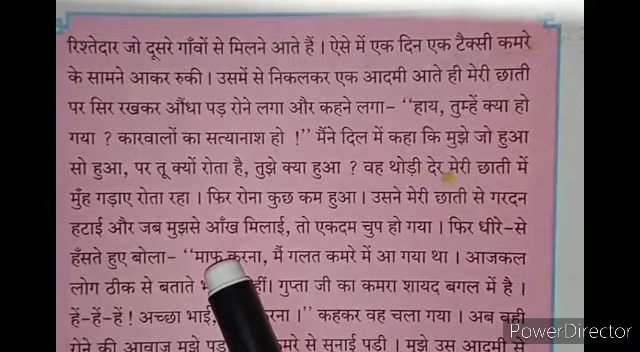 रिश्तेदार जो दूसरे गाँवों से मिलने आते हैं । ऐसे में एक दिन एक टैक्सी कमरे
के सामने आकर रुकी । उसमें से निकलकर एक आदमी आते ही मेरी छाती
पर सिर रखकर औंधा पड़ रोने लगा और कहने लगा- ‘‘हाय, तुम्हें क्या हो
गया ? कारवालों का सत्यानाश हो !’’ मैंने दिल में कहा कि मुझे जो हुआ
सो हुआ, पर तू क्यों रोता है, तुझे क्या हुआ ? वह थोड़ी देर मेरी छाती में
मुँह गड़ाए रोता रहा । फिर रोना कुछ कम हुआ । उसने मेरी छाती से गरदन
हटाई और जब मुझसे आँख मिलाई, तो एकदम चुप हो गया । फिर धीरे-से
हँसते हुए बोला- ‘‘माफ करना, मैं गलत कमरे में आ गया था । आजकल
लोग ठीक से बताते । गुप्ता जी का कमरा शायद बगल में है ।
हें-हें-हें ! अच्छा भाई, ।’’ कहकर वह चला गया । अब वही
रोने की आवाज मुझे सुनाई पड़ी । मुझे उस आदमी से
PowerDirector